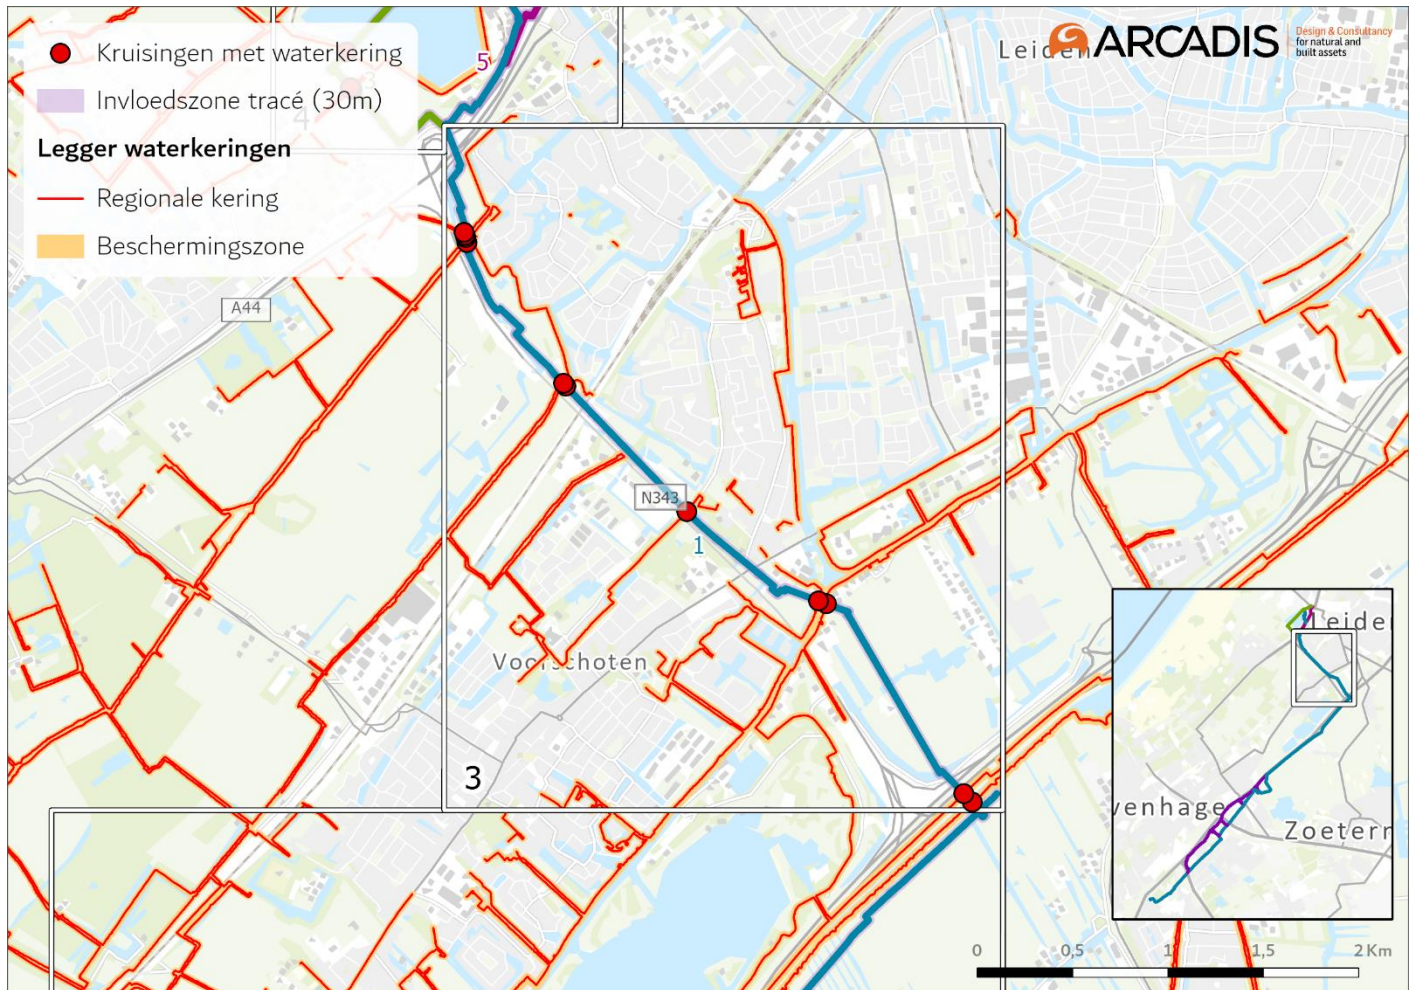 Kruisingen met waterkering
Invloedszone tracé (30m)
Legger waterkeringen
Regionale kering
Beschermingszone
4
5
Leiden
ARCADIS
Design & Consultancy
for natural and
built assets
A44
N343
1
Voorschoten
3
Leiden
venhage
Zoeterm
0
0,5
1
1,5
2 Km